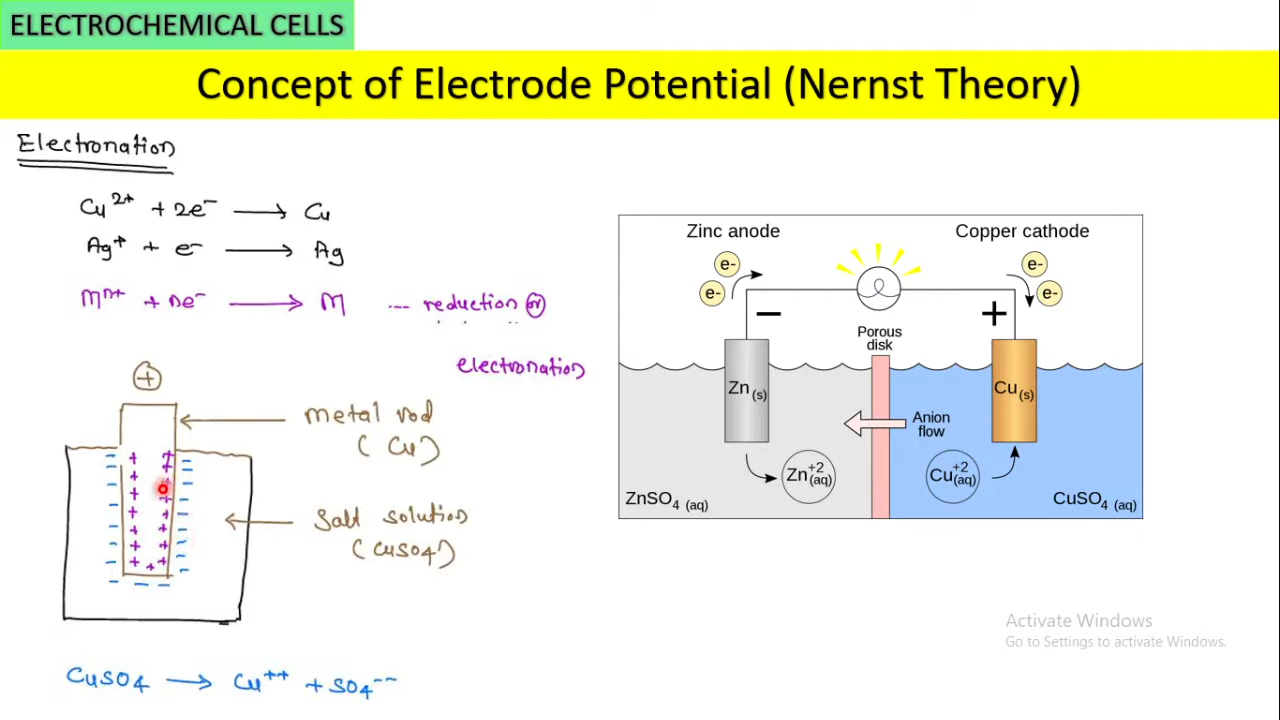 ELECTROCHEMICAL CELLS
Concept of Electrode Potential (Nernst Theory)
Electronation
Cu²⁺ + 2e⁻ ⟶ Cu
Ag⁺ + e⁻ ⟶ Ag
Mⁿ⁺ + ne⁻ ⟶ M --- reduction or
electronation
+
metal rod
(Cu)
Salt solution
(CuSO4)
CuSO4 ⟶ Cu⁺⁺ + SO4⁻⁻
Zinc anode
Copper cathode
e-
e-
e-
e-
−
+
Porous
disk
Zn(s)
Cu(s)
Anion
flow
Zn+2(aq)
Cu+2(aq)
ZnSO4 (aq)
CuSO4 (aq)
Activate Windows
Go to Settings to activate Windows.